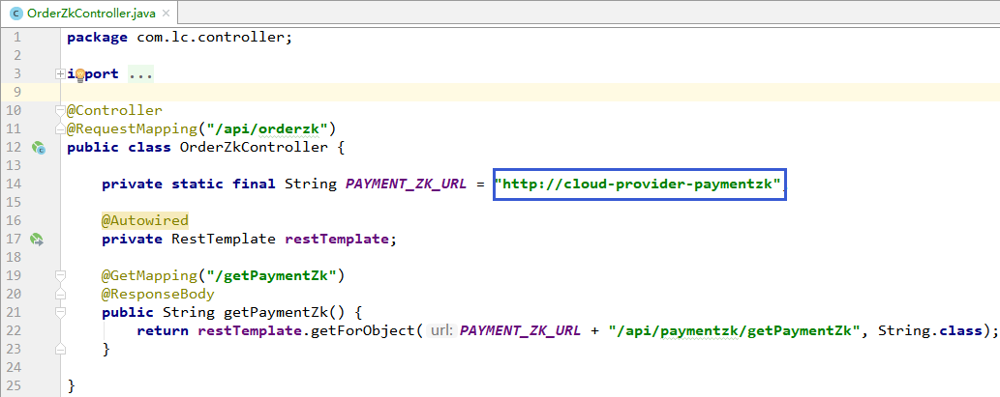 OrderZkController.java
1 package com.lc.controller;
2
3 import ...
9
10 @Controller
11 @RequestMapping("/api/orderzk")
12 public class OrderZkController {
13
14 private static final String PAYMENT_ZK_URL = "http://cloud-provider-paymentzk"
15
16 @Autowired
17 private RestTemplate restTemplate;
18
19 @GetMapping("/getPaymentZk")
20 @ResponseBody
21 public String getPaymentZk() {
22 return restTemplate.getForObject( url: PAYMENT_ZK_URL + "/api/paymentzk/getPaymentZk", String.class);
23 }
24
25 }